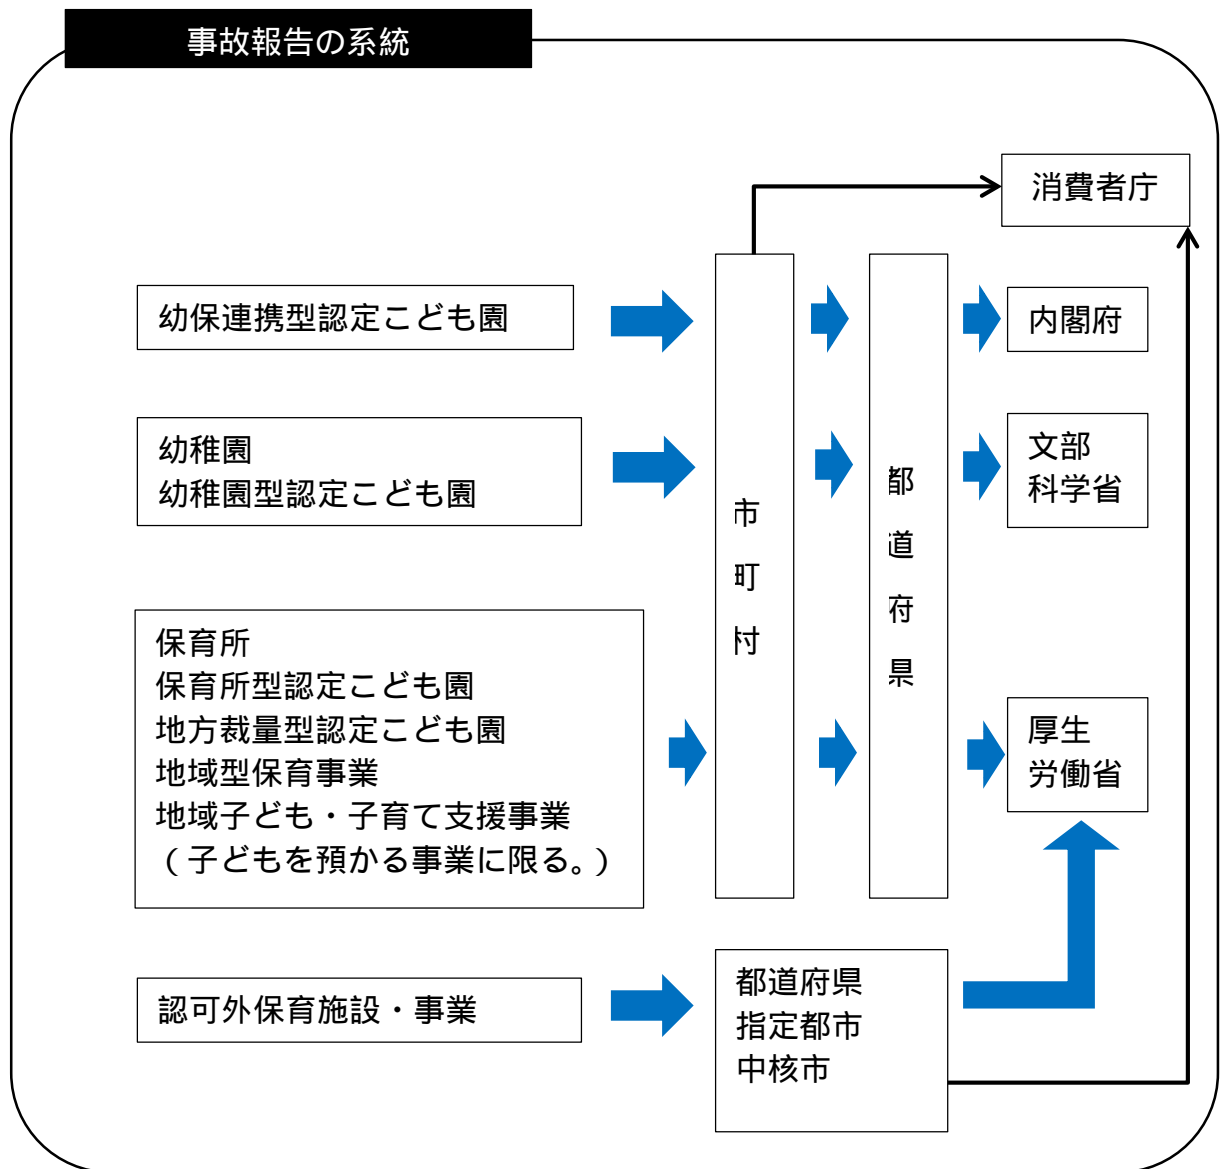 事故報告の系統
消費者庁
幼保連携型認定こども園
内閣府
幼稚園
幼稚園型認定こども園
文部
科学省
市町村
都道府県
保育所
保育所型認定こども園
地方裁量型認定こども園
地域型保育事業
地域子ども・子育て支援事業
(子どもを預かる事業に限る。)
厚生
労働省
認可外保育施設・事業
都道府県
指定都市
中核市